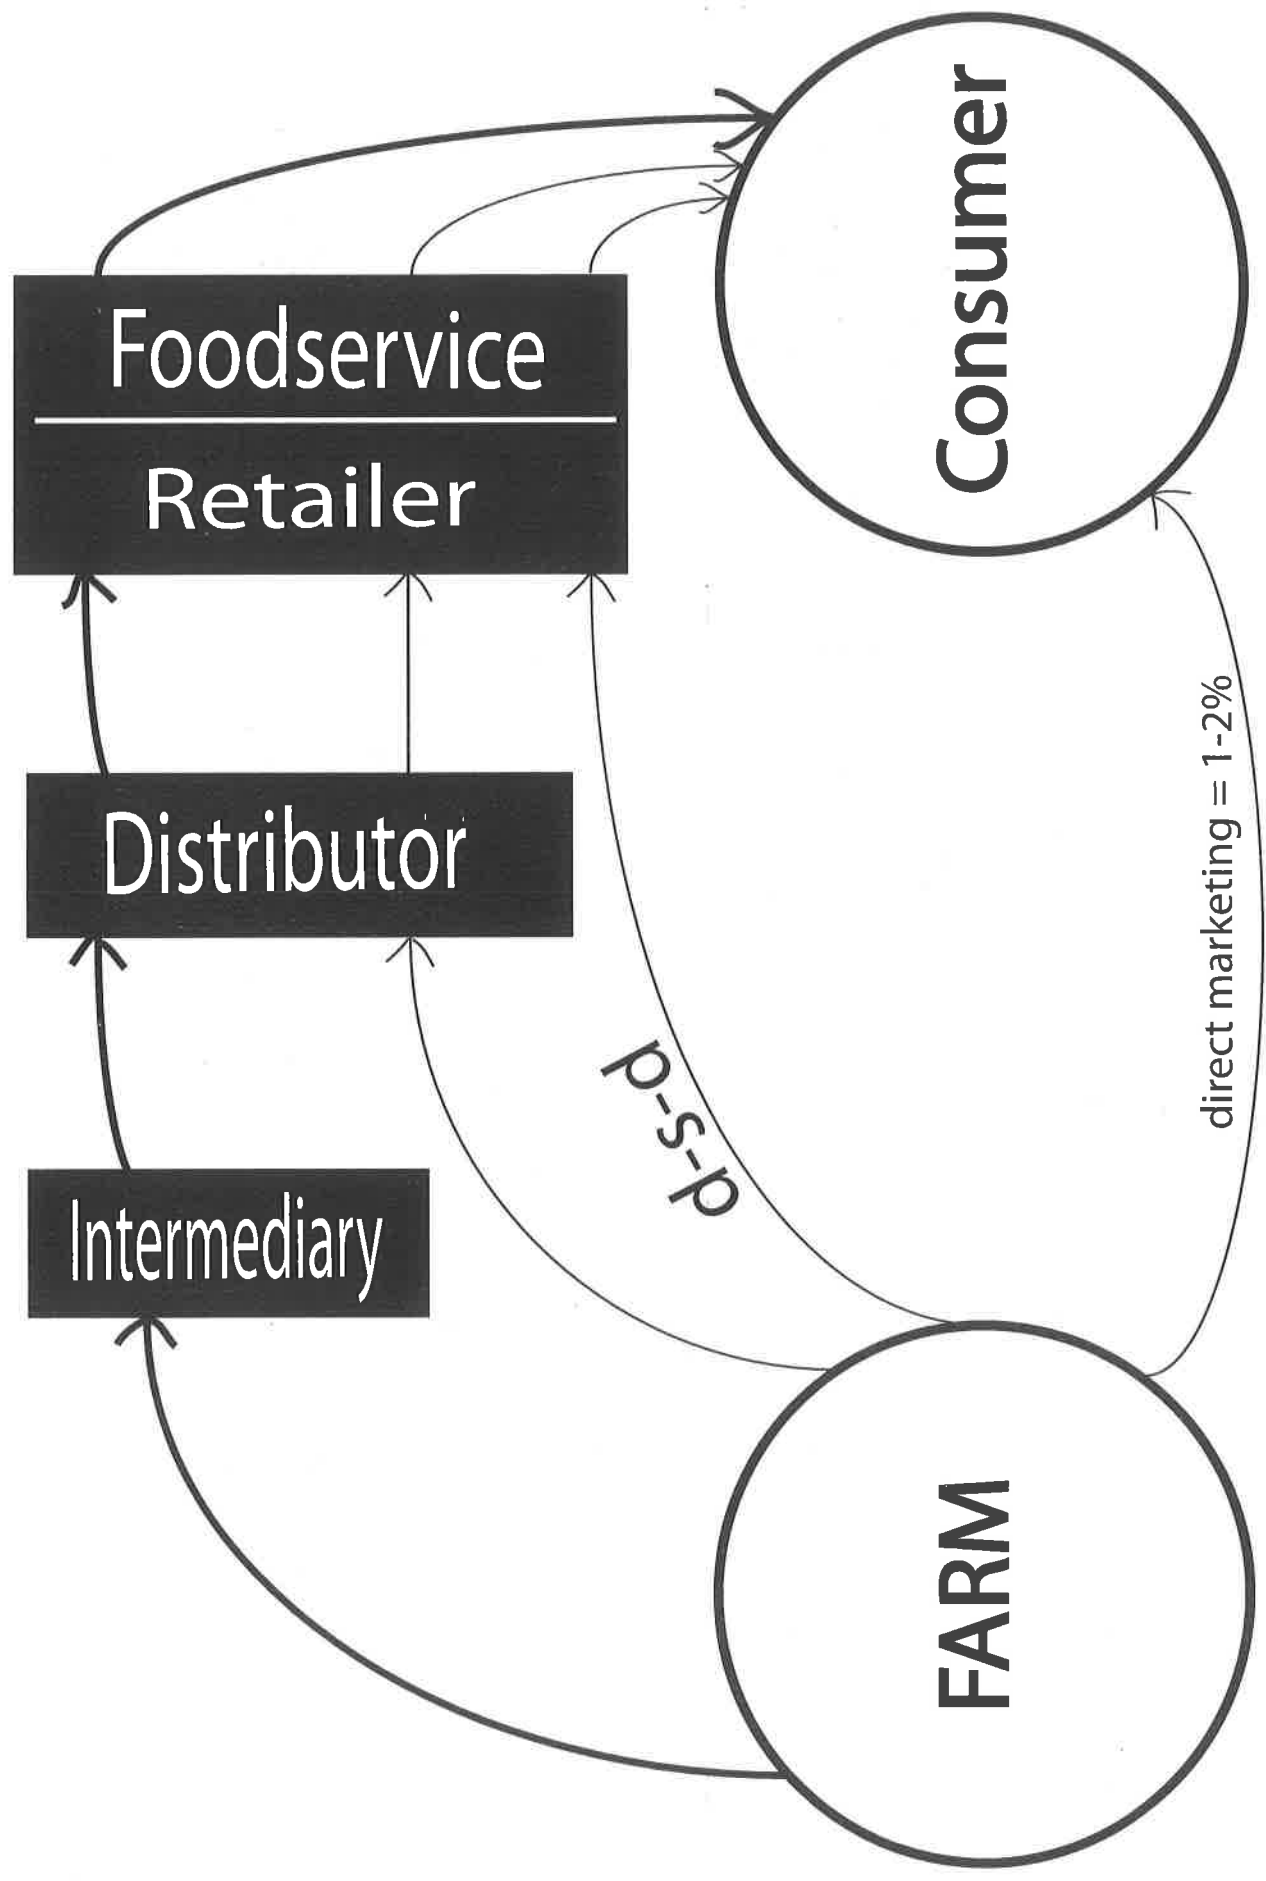 Foodservice
Retailer
Distributor
Intermediary
Consumer
FARM
d-s-d
direct marketing = 1-2%